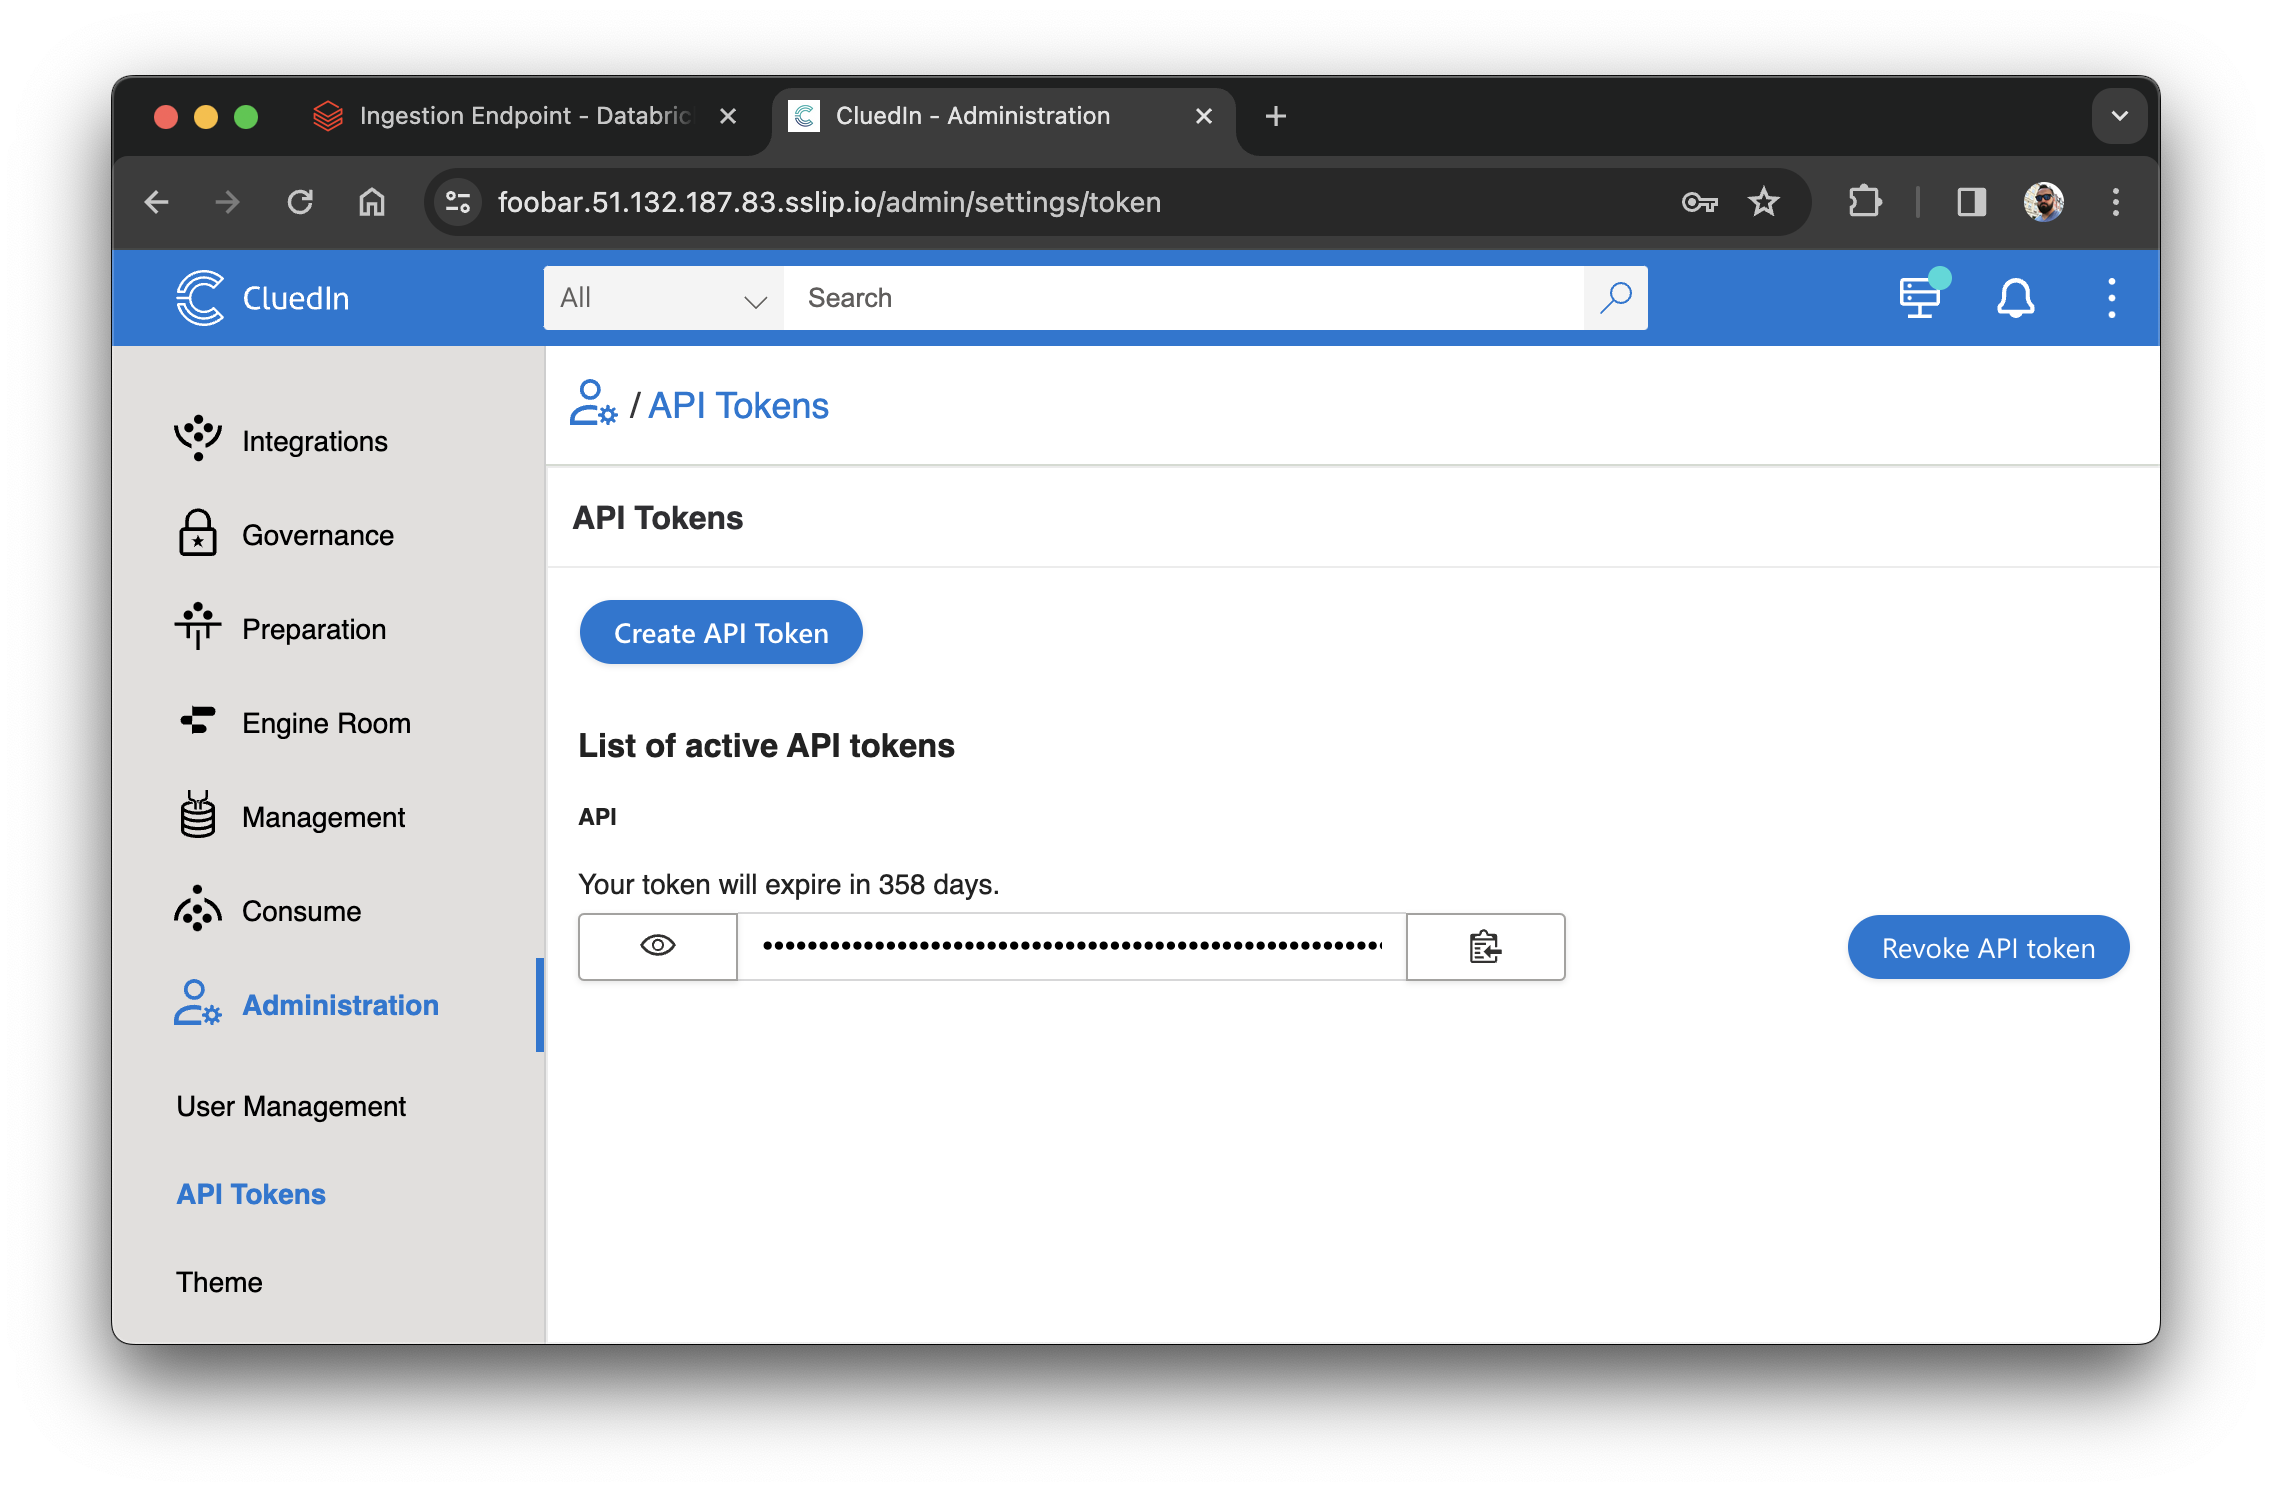 Ingestion Endpoint - Databric
CluedIn - Administration
foobar.51.132.187.83.sslip.io/admin/settings/token
CluedIn
All
Search
Integrations
Governance
Preparation
Engine Room
Management
Consume
Administration
User Management
API Tokens
Theme
/ API Tokens
API Tokens
Create API Token
List of active API tokens
API
Your token will expire in 358 days.
Revoke API token